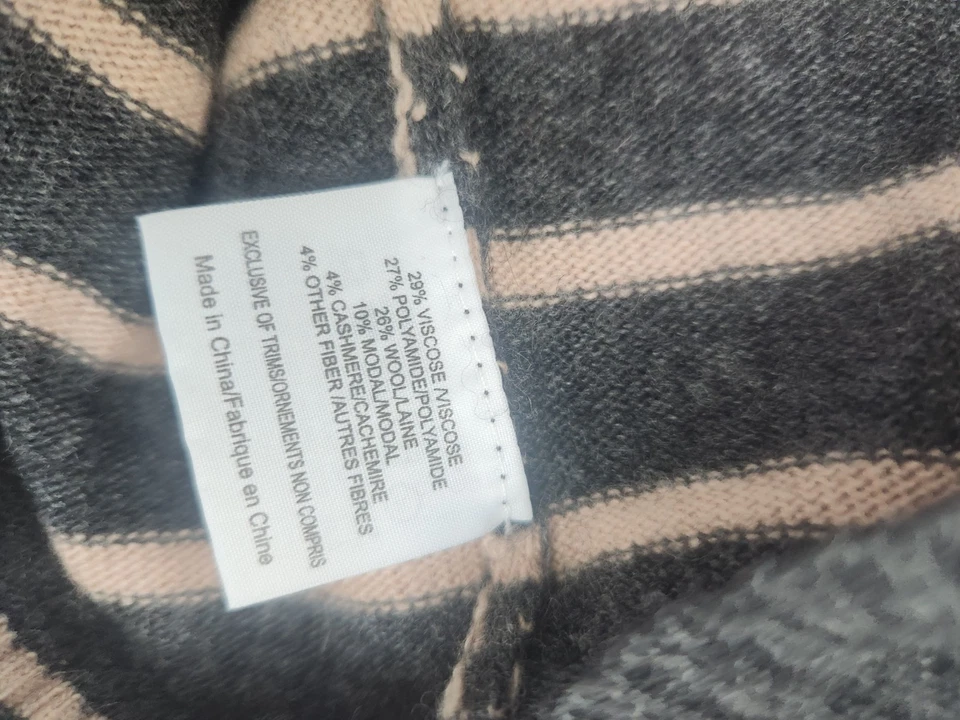 29% VISCOSE /VISCOSE
27% POLYAMIDE/POLYAMIDE
26% WOOL/LAINE
10% MODAL/MODAL
4% CASHMERE/CACHEMIRE
4% OTHER FIBER /AUTRES FIBRES
EXCLUSIVE OF TRIMS/ORNEMENTS NON COMPRIS
Made in China/Fabrique en Chine